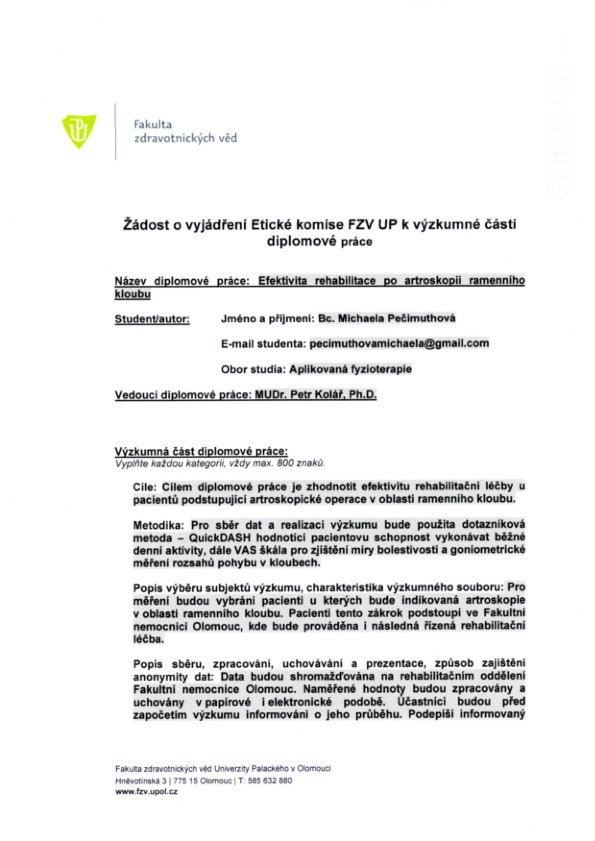 Genius loci ...
UP
Fakulta
zdravotnických věd
Žádost o vyjádření Etické komise FZV UP k výzkumné části
diplomové práce
Název diplomové práce: Efektivita rehabilitace po artroskopii ramenního
kloubu
Student/autor: Jméno a příjmení: Bc. Michaela Pečimuthová
E-mail studenta: pecimuthovamichaela@gmail.com
Obor studia: Aplikovaná fyzioterapie
Vedoucí diplomové práce: MUDr. Petr Kolář, Ph.D.
Výzkumná část diplomové práce:
Vyplňte každou kategorii, vždy max. 800 znaků.
Cíle: Cílem diplomové práce je zhodnotit efektivitu rehabilitační léčby u
pacientů podstupující artroskopické operace v oblasti ramenního kloubu.
Metodika: Pro sběr dat a realizaci výzkumu bude použita dotazníková
metoda – QuickDASH hodnotící pacientovu schopnost vykonávat běžné
denní aktivity, dále VAS škála pro zjištění míry bolestivosti a goniometrické
měření rozsahů pohybu v kloubech.
Popis výběru subjektů výzkumu, charakteristika výzkumného souboru: Pro
měření budou vybráni pacienti u kterých bude indikovaná artroskopie
v oblasti ramenního kloubu. Pacienti tento zákrok podstoupí ve Fakultní
nemocnici Olomouc, kde bude prováděna i následná řízená rehabilitační
léčba.
Popis sběru, zpracování, uchovávání a prezentace, způsob zajištění
anonymity dat: Data budou shromažďována na rehabilitačním oddělení
Fakultní nemocnice Olomouc. Naměřené hodnoty budou zpracovány a
uchovány v papírové i elektronické podobě. Účastníci budou před
započetím výzkumu informováni o jeho průběhu. Podepíší informovaný
Fakulta zdravotnických věd Univerzity Palackého v Olomouci
Hněvotínská 3 | 775 15 Olomouc | T: 585 632 880
www.fzv.upol.cz